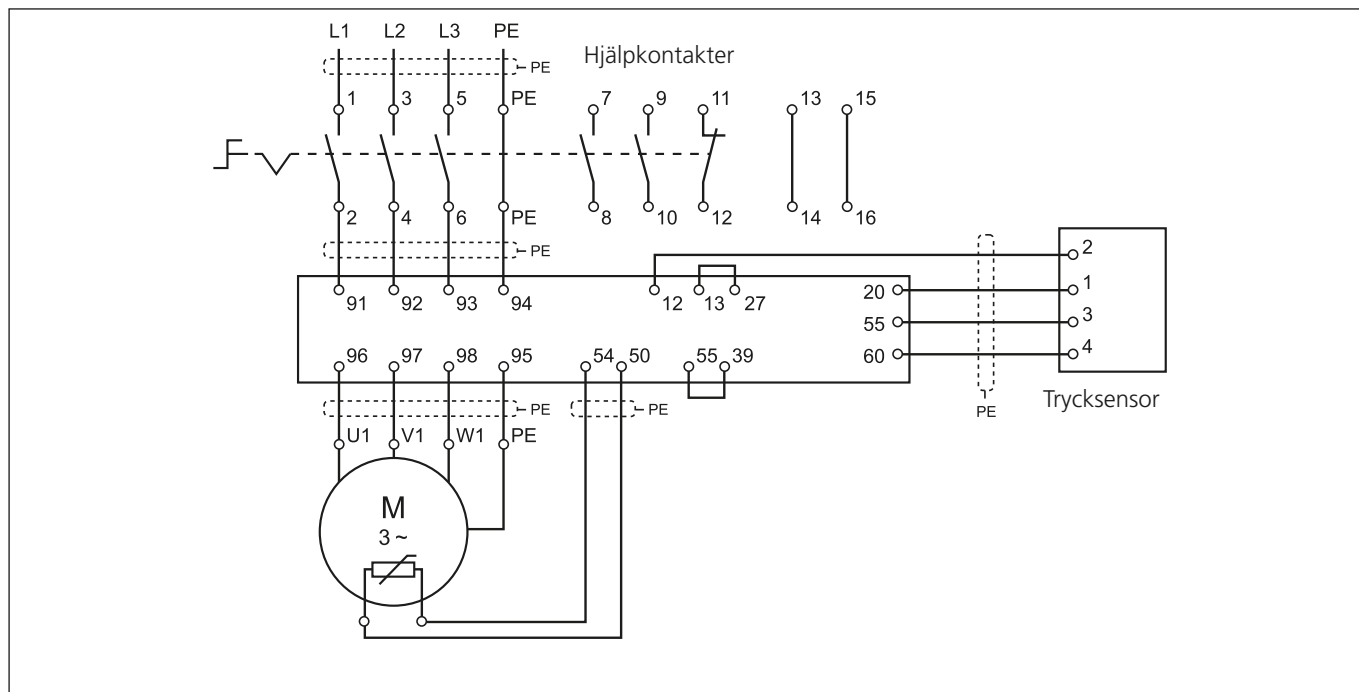 L1 L2 L3 PE
Hjälpkontakter
PE
1 3 5 PE 7 9 11 13 15
2 4 6 PE 8 10 12 14 16
PE
2
91 92 93 94 12 13 27 20 1
55 3
96 97 98 95 54 50 55 39 60 4
PE PE PE Trycksensor
U1 V1 W1 PE
M
3 ~